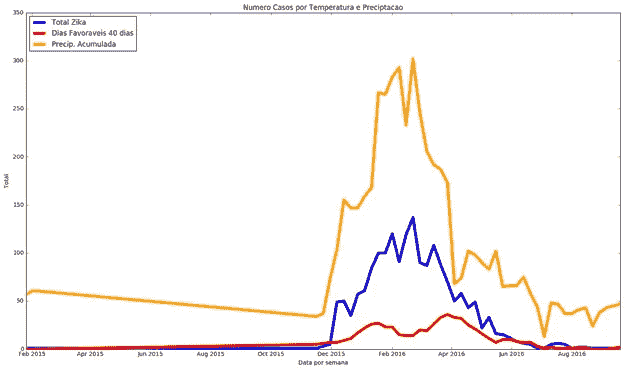 Numero Casos por Temperatura e Preciptacao
Total Zika
Dias Favoraveis 40 dias
Precip. Acumulada
Total
350
300
250
200
150
100
50
0
Feb 2015 Apr 2015 Jun 2015 Aug 2015 Oct 2015 Dec 2015 Feb 2016 Apr 2016 Jun 2016 Aug 2016
Data por semana